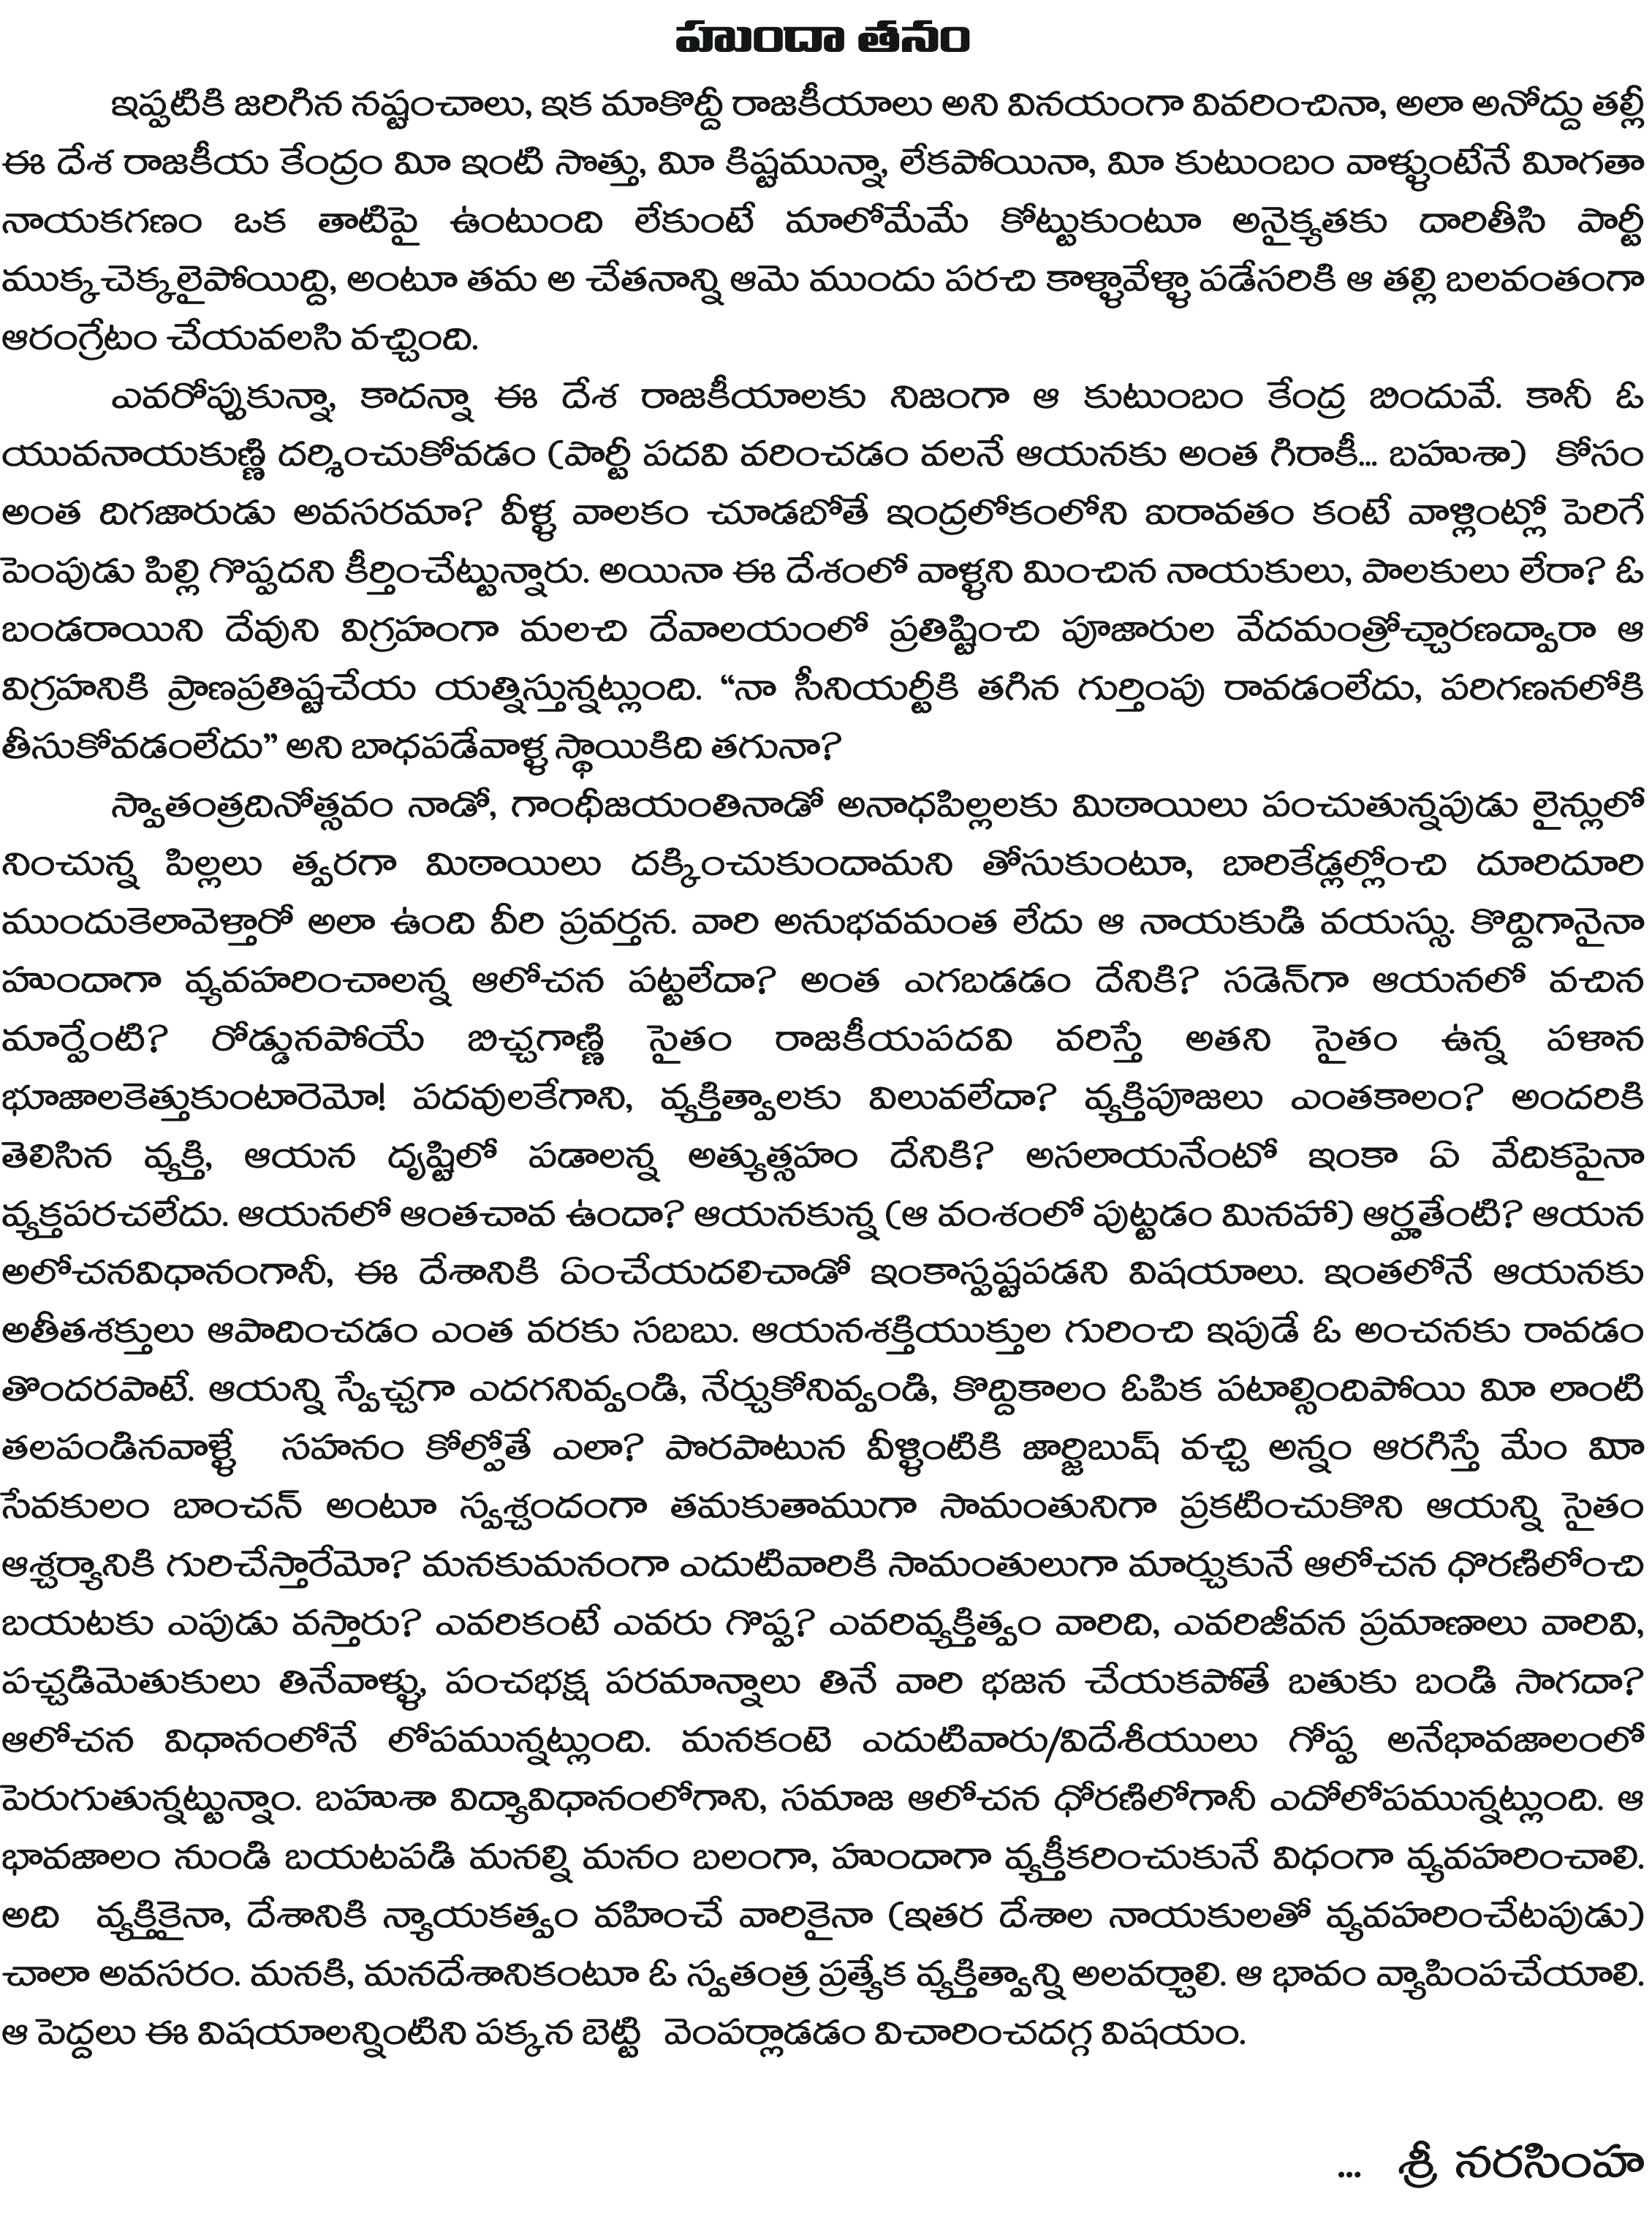 హుందా తనం
ఇప్పటికి జరిగిన నష్టంచాలు, ఇక మాకొద్దీ రాజకీయాలు అని వినయంగా వివరించినా, అలా అనోద్దు తల్లీ
ఈ దేశ రాజకీయ కేంద్రం మీ ఇంటి సొత్తు, మీ కిష్టమున్నా, లేకపోయినా, మీ కుటుంబం వాళ్ళుంటేనే మిాగతా
నాయకగణం ఒక తాటిపై ఉంటుంది లేకుంటే మాలోమేమే కోట్టుకుంటూ అనైక్యతకు దారితీసి పార్టీ
ముక్కచెక్కలైపోయిద్ది, అంటూ తమ అ చేతనాన్ని ఆమె ముందు పరచి కాళ్ళావేళ్ళా పడేసరికి ఆ తల్లి బలవంతంగా
ఆరంగ్రేటం చేయవలసి వచ్చింది.
ఎవరోప్పుకున్నా, కాదన్నా ఈ దేశ రాజకీయాలకు నిజంగా ఆ కుటుంబం కేంద్ర బిందువే. కానీ ఓ
యువనాయకుణ్ణి దర్శించుకోవడం (పార్టీ పదవి వరించడం వలనే ఆయనకు అంత గిరాకీ... బహుశా) కోసం
అంత దిగజారుడు అవసరమా? వీళ్ళ వాలకం చూడబోతే ఇంద్రలోకంలోని ఐరావతం కంటే వాళ్లింట్లో పెరిగే
పెంపుడు పిల్లి గొప్పదని కీర్తించేట్టున్నారు. అయినా ఈ దేశంలో వాళ్ళని మించిన నాయకులు, పాలకులు లేరా? ఓ
బండరాయిని దేవుని విగ్రహంగా మలచి దేవాలయంలో ప్రతిష్టించి పూజారుల వేదమంత్రోచ్చారణద్వారా ఆ
విగ్రహనికి ప్రాణప్రతిష్టచేయ యత్నిస్తున్నట్లుంది. “నా సీనియర్టీకి తగిన గుర్తింపు రావడంలేదు, పరిగణనలోకి
తీసుకోవడంలేదు” అని బాధపడేవాళ్ళ స్థాయికిది తగునా?
స్వాతంత్రదినోత్సవం నాడో, గాంధీజయంతినాడో అనాధపిల్లలకు మిఠాయిలు పంచుతున్నపుడు లైన్లులో
నించున్న పిల్లలు త్వరగా మిఠాయిలు దక్కించుకుందామని తోసుకుంటూ, బారికేడ్లల్లోంచి దూరిదూరి
ముందుకెలావెళ్తారో అలా ఉంది వీరి ప్రవర్తన. వారి అనుభవమంత లేదు ఆ నాయకుడి వయస్సు. కొద్దిగానైనా
హుందాగా వ్యవహరించాలన్న ఆలోచన పట్టలేదా? అంత ఎగబడడం దేనికి? సడెన్‌గా ఆయనలో వచిన
మార్పేంటి? రోడ్డునపోయే బిచ్చగాణ్ణి సైతం రాజకీయపదవి వరిస్తే అతని సైతం ఉన్న పళాన
భూజాలకెత్తుకుంటారెమో! పదవులకేగాని, వ్యక్తిత్వాలకు విలువలేదా? వ్యక్తిపూజలు ఎంతకాలం? అందరికి
తెలిసిన వ్యక్తి, ఆయన దృష్టిలో పడాలన్న అత్యుత్సహం దేనికి? అసలాయనేంటో ఇంకా ఏ వేదికపైనా
వ్యక్తపరచలేదు. ఆయనలో ఆంతచావ ఉందా? ఆయనకున్న (ఆ వంశంలో పుట్టడం మినహా) ఆర్హతేంటి? ఆయన
అలోచనవిధానంగానీ, ఈ దేశానికి ఏంచేయదలిచాడో ఇంకాస్పష్టపడని విషయాలు. ఇంతలోనే ఆయనకు
అతీతశక్తులు ఆపాదించడం ఎంత వరకు సబబు. ఆయనశక్తియుక్తుల గురించి ఇపుడే ఓ అంచనకు రావడం
తొందరపాటే. ఆయన్ని స్వేచ్చగా ఎదగనివ్వండి, నేర్చుకోనివ్వండి, కొద్దికాలం ఓపిక పటాల్సిందిపోయి మీ లాంటి
తలపండినవాళ్ళే సహనం కోల్పోతే ఎలా? పొరపాటున వీళ్ళింటికి జార్జిబుష్ వచ్చి అన్నం ఆరగిస్తే మేం మీ
సేవకులం బాంచన్ అంటూ స్వశ్చందంగా తమకుతాముగా సామంతునిగా ప్రకటించుకొని ఆయన్ని సైతం
ఆశ్చర్యానికి గురిచేస్తారేమో? మనకుమనంగా ఎదుటివారికి సామంతులుగా మార్చుకునే ఆలోచన ధొరణిలోంచి
బయటకు ఎపుడు వస్తారు? ఎవరికంటే ఎవరు గొప్ప? ఎవరివ్యక్తిత్వం వారిది, ఎవరిజీవన ప్రమాణాలు వారివి,
పచ్చడిమెతుకులు తినేవాళ్ళు, పంచభక్ష పరమాన్నాలు తినే వారి భజన చేయకపోతే బతుకు బండి సాగదా?
ఆలోచన విధానంలోనే లోపమున్నట్లుంది. మనకంటె ఎదుటివారు/విదేశీయులు గోప్ప అనేభావజాలంలో
పెరుగుతున్నట్టున్నాం. బహుశా విద్యావిధానంలోగాని, సమాజ ఆలోచన ధోరణిలోగానీ ఎదోలోపమున్నట్లుంది. ఆ
భావజాలం నుండి బయటపడి మనల్ని మనం బలంగా, హుందాగా వ్యక్తీకరించుకునే విధంగా వ్యవహరించాలి.
అది వ్యక్తికైనా, దేశానికి న్యాయకత్వం వహించే వారికైనా (ఇతర దేశాల నాయకులతో వ్యవహరించేటపుడు)
చాలా అవసరం. మనకి, మనదేశానికంటూ ఓ స్వతంత్ర ప్రత్యేక వ్యక్తిత్వాన్ని అలవర్చాలి. ఆ భావం వ్యాపింపచేయాలి.
ఆ పెద్దలు ఈ విషయాలన్నింటిని పక్కన బెట్టి వెంపర్లాడడం విచారించదగ్గ విషయం.
... శ్రీ నరసింహ